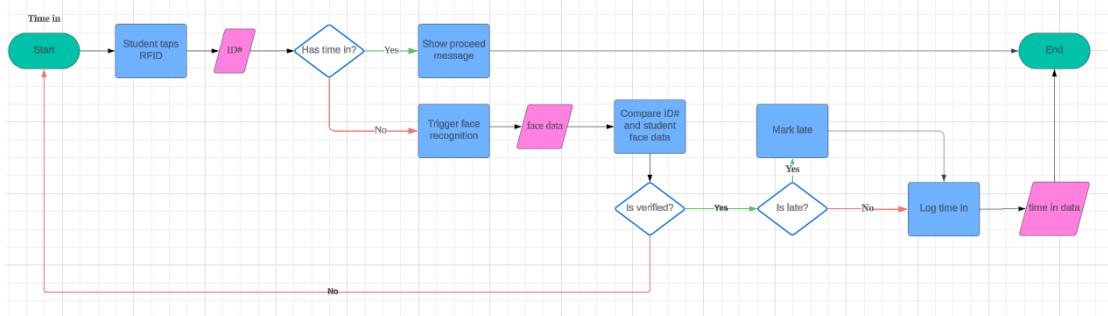 Time in
Start
Student taps
RFID
ID#
Has time in?
Yes
Show proceed
message
End
No
Trigger face
recognition
face data
Compare ID#
and student
face data
Mark late
Yes
Is verified?
Yes
Is late?
No
Log time in
time in data
No